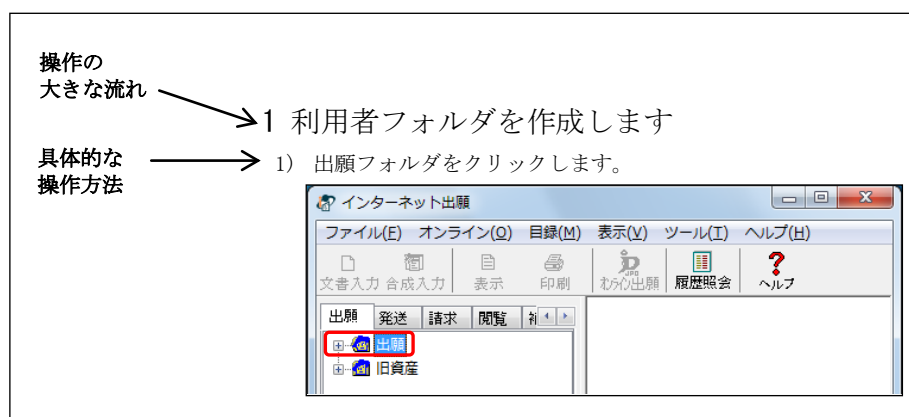 操作の
大きな流れ
1 利用者フォルダを作成します
具体的な
操作方法
1) 出願フォルダをクリックします。
インターネット出願
ファイル(F) オンライン(O) 目録(M) 表示(V) ツール(T) ヘルプ(H)
文書入力 合成入力 表示 印刷 オンライン出願 履歴照会 ヘルプ
出願 発送 請求 閲覧
出願
旧資産